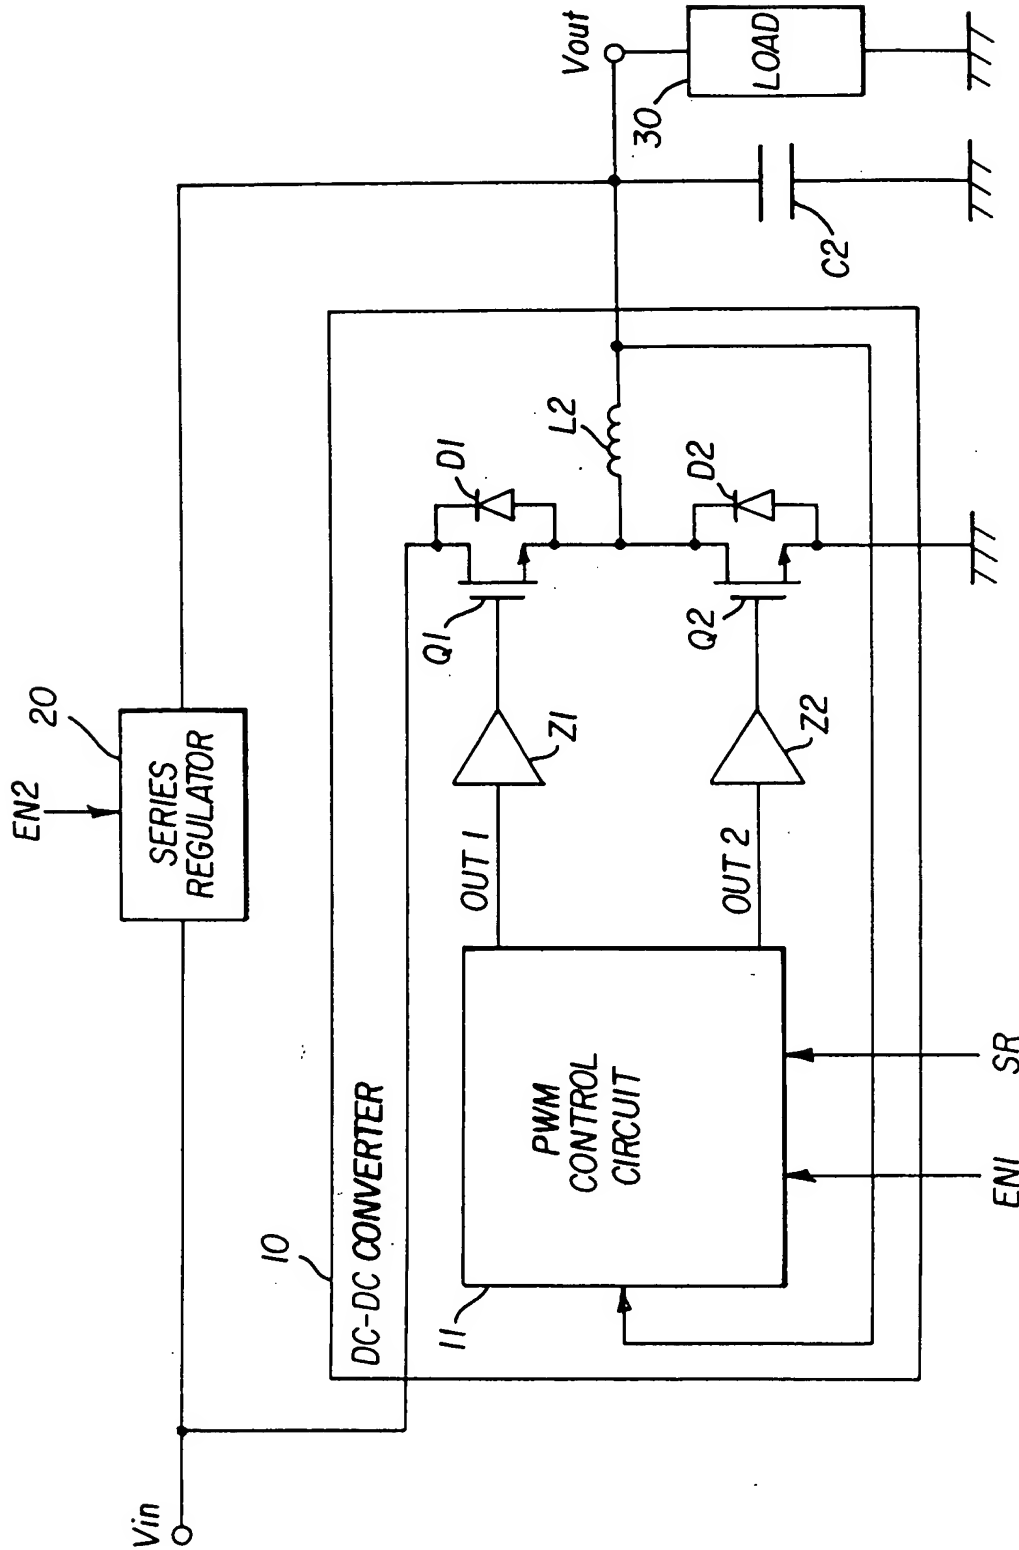 EN2
20
SERIES
REGULATOR
Vin
Vout
10
DC-DC CONVERTER
11
PWM
CONTROL
CIRCUIT
OUT 1
OUT 2
Z1
Z2
Q1
Q2
D1
D2
L2
C2
30
LOAD
EN1
SR